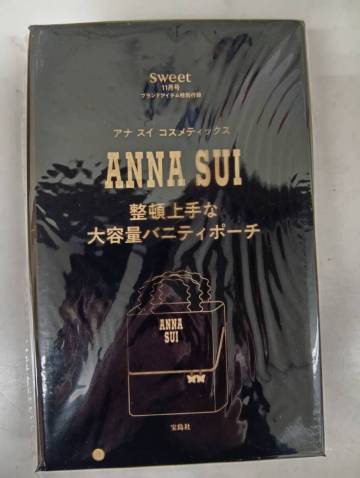 sweet
11月号
ブランドアイテム特別付録
アナ スイ コスメティックス
ANNA SUI
整頓上手な
大容量バニティポーチ
ANNA
SUI
宝島社